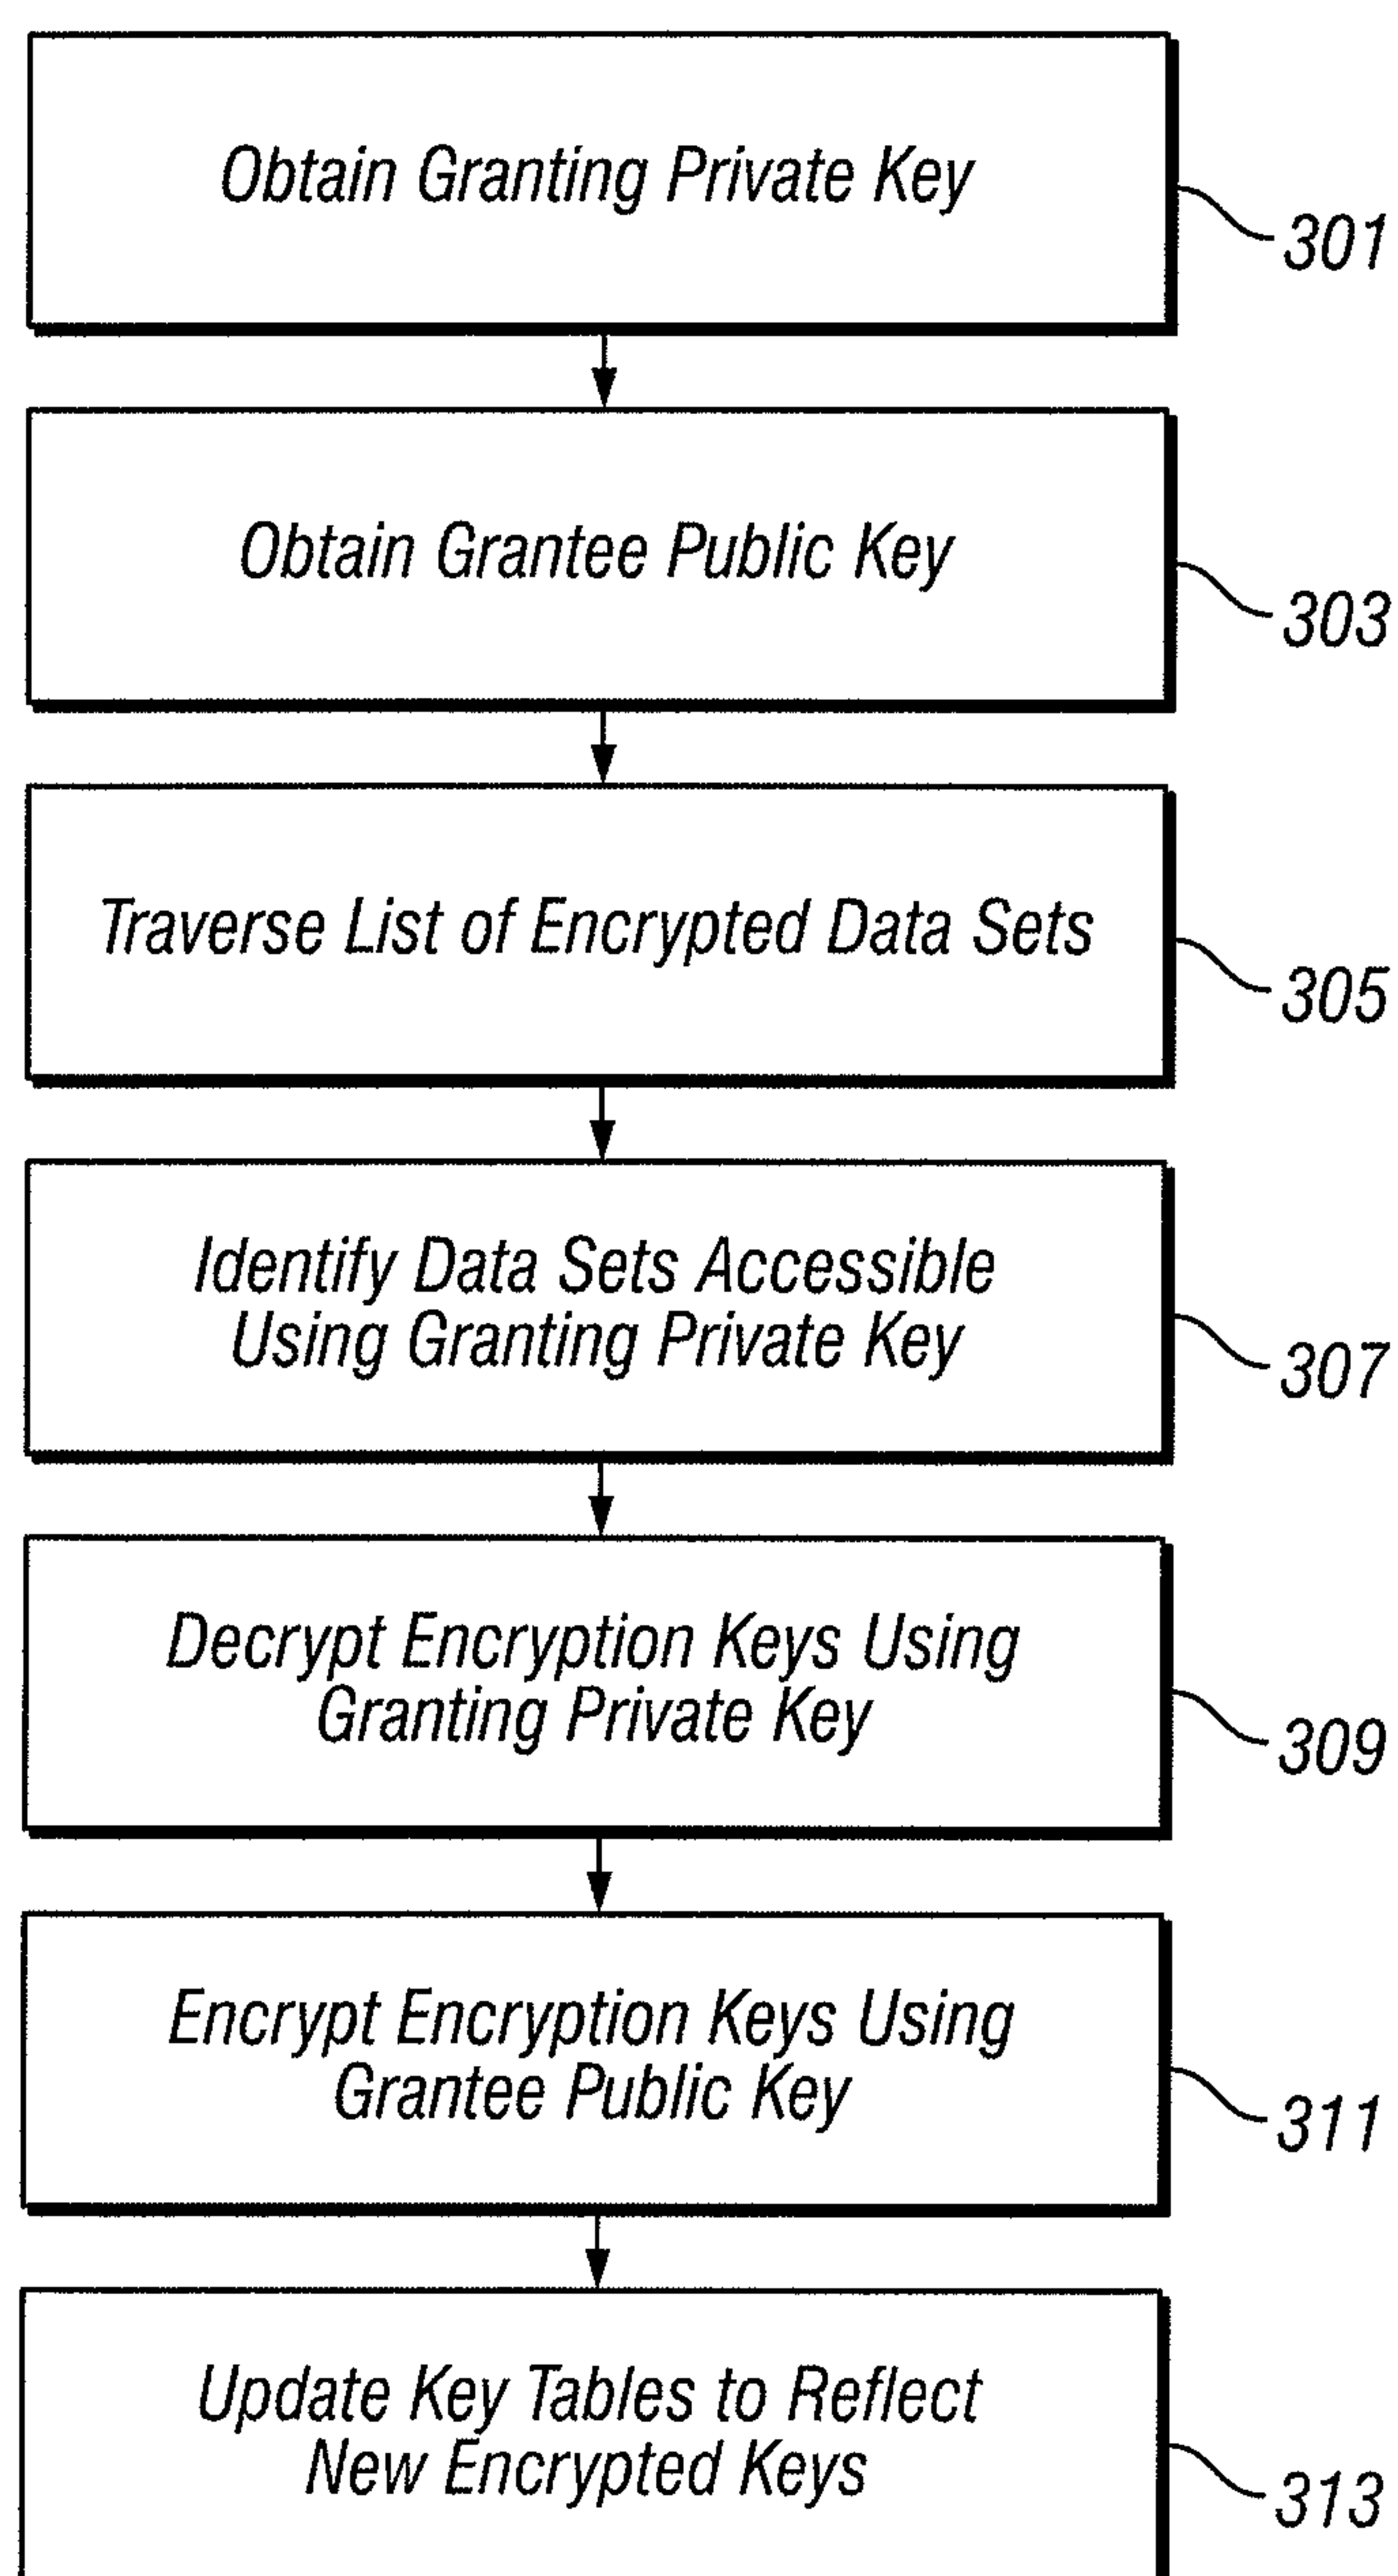 Obtain Granting Private Key
301
Obtain Grantee Public Key
303
Traverse List of Encrypted Data Sets
305
Identify Data Sets Accessible
Using Granting Private Key
307
Decrypt Encryption Keys Using
Granting Private Key
309
Encrypt Encryption Keys Using
Grantee Public Key
311
Update Key Tables to Reflect
New Encrypted Keys
313